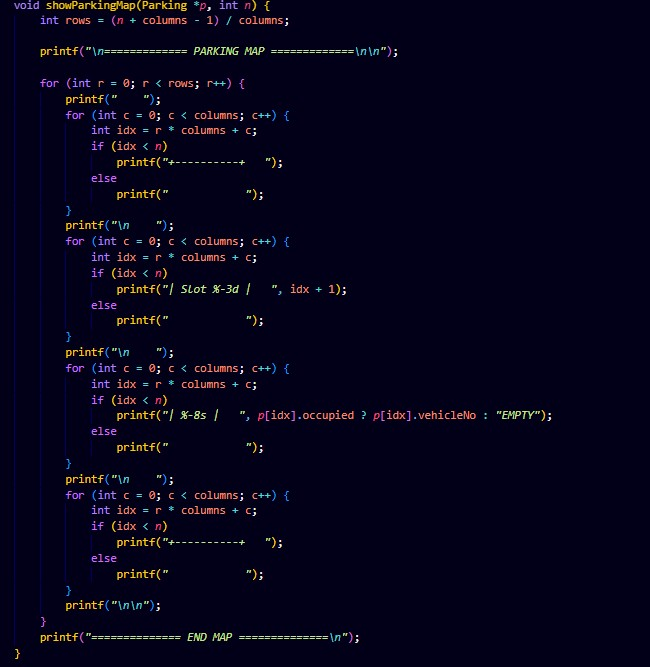 void showParkingMap(Parking *p, int n) {
    int rows = (n + columns - 1) / columns;

    printf("\n============= PARKING MAP =============\n\n");

    for (int r = 0; r < rows; r++) {
        printf("    ");
        for (int c = 0; c < columns; c++) {
            int idx = r * columns + c;
            if (idx < n)
                printf("+----------+   ");
            else
                printf("               ");
        }
        printf("\n    ");
        for (int c = 0; c < columns; c++) {
            int idx = r * columns + c;
            if (idx < n)
                printf("| Slot %-3d |   ", idx + 1);
            else
                printf("               ");
        }
        printf("\n    ");
        for (int c = 0; c < columns; c++) {
            int idx = r * columns + c;
            if (idx < n)
                printf("| %-8s |   ", p[idx].occupied ? p[idx].vehicleNo : "EMPTY");
            else
                printf("               ");
        }
        printf("\n    ");
        for (int c = 0; c < columns; c++) {
            int idx = r * columns + c;
            if (idx < n)
                printf("+----------+   ");
            else
                printf("               ");
        }
        printf("\n\n");
    }
    printf("============== END MAP ==============\n");
}